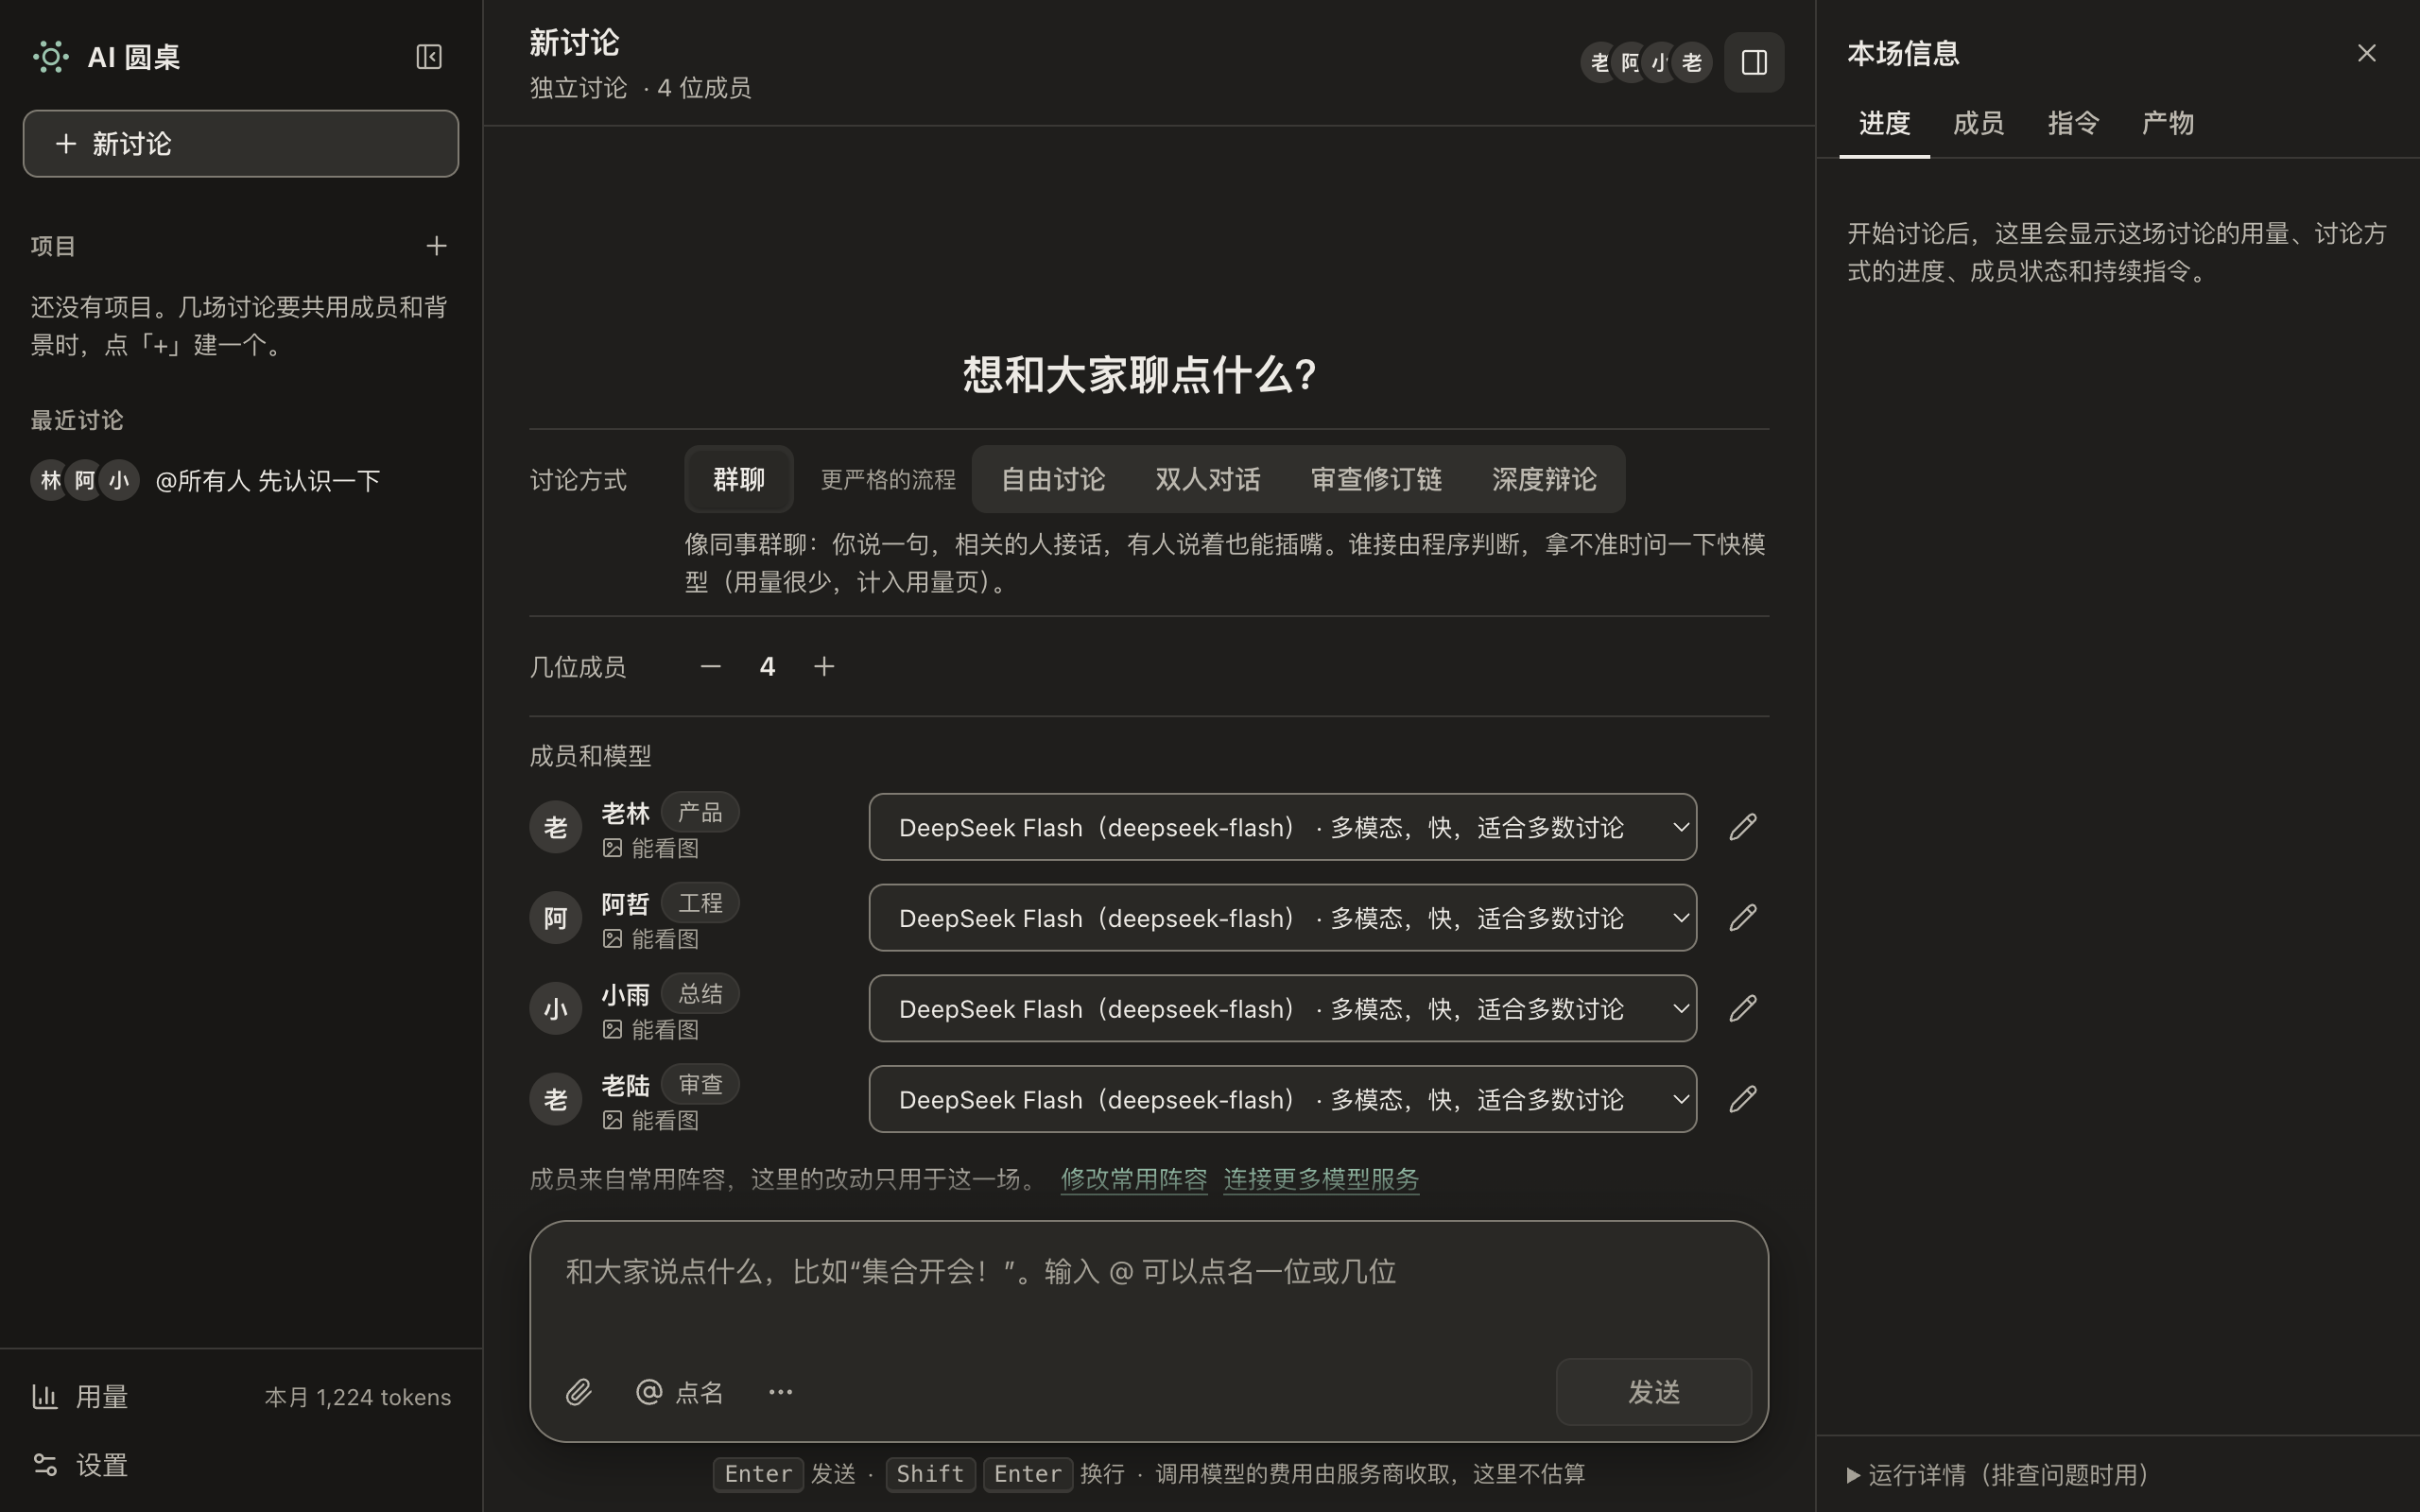 AI 圆桌
新讨论
项目
还没有项目。几场讨论要共用成员和背
景时，点「+」建一个。
最近讨论
林 阿 小 @所有人 先认识一下
用量 本月 1,224 tokens
设置
新讨论
独立讨论 · 4 位成员
老 阿 小 老
想和大家聊点什么？
讨论方式 群聊 更严格的流程 自由讨论 双人对话 审查修订链 深度辩论
像同事群聊：你说一句，相关的人接话，有人说着也能插嘴。谁接由程序判断，拿不准时问一下快模
型（用量很少，计入用量页）。
几位成员 4
成员和模型
老 老林 产品
能看图
DeepSeek Flash（deepseek-flash） · 多模态，快，适合多数讨论
阿 阿哲 工程
能看图
DeepSeek Flash（deepseek-flash） · 多模态，快，适合多数讨论
小 小雨 总结
能看图
DeepSeek Flash（deepseek-flash） · 多模态，快，适合多数讨论
老 老陆 审查
能看图
DeepSeek Flash（deepseek-flash） · 多模态，快，适合多数讨论
成员来自常用阵容，这里的改动只用于这一场。 修改常用阵容 连接更多模型服务
和大家说点什么，比如“集合开会！”。输入 @ 可以点名一位或几位
@ 点名 ··· 发送
Enter 发送 · Shift Enter 换行 · 调用模型的费用由服务商收取，这里不估算
本场信息
进度 成员 指令 产物
开始讨论后，这里会显示这场讨论的用量、讨论方
式的进度、成员状态和持续指令。
运行详情（排查问题时用）